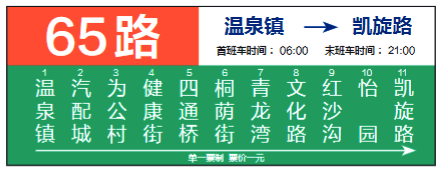 65路
温泉镇 → 凯旋路
首班车时间： 06:00 末班车时间：21:00
1 2 3 4 5 6 7 8 9 10 11
温泉镇
汽配城
为公村
健康街
四通桥
桐荫街
青龙湾
文化路
红沙沟
怡园
凯旋路
单一票制 票价一元